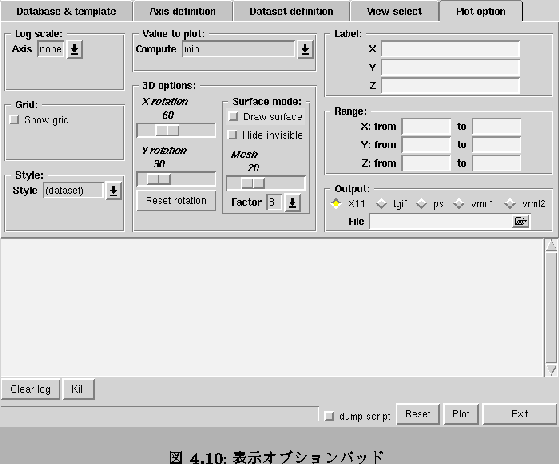 Database & template
Axis definition
Dataset definition
View select
Plot option
Log scale:
Axis none
Value to plot:
Compute min
Label:
X
Y
Z
Grid:
Show grid
3D options:
X rotation
60
Y rotation
30
Reset rotation
Surface mode:
Draw surface
Hide invisible
Mesh
20
Factor 3
Range:
X: from to
Y: from to
Z: from to
Style:
Style (dataset)
Output:
X11 tgif ps vrml1 vrml2
File
Clear log
Kill
dump script
Reset
Plot
Exit
図 4.10: 表示オプションパッド